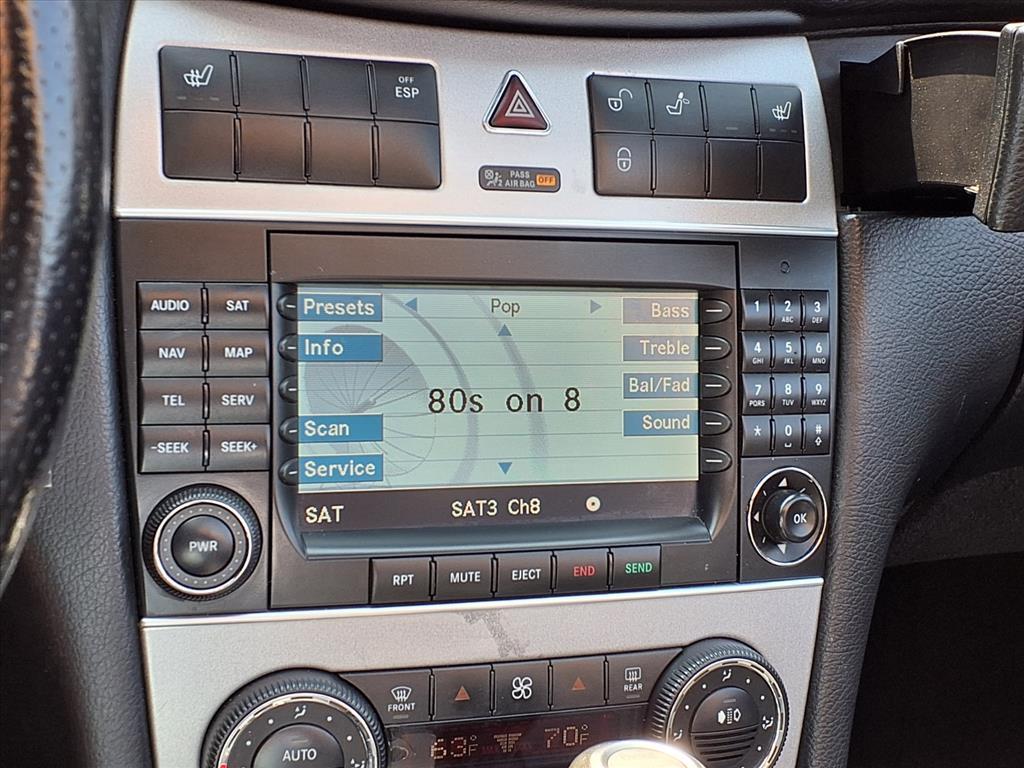 OFF
ESP
PASS
AIR BAG OFF
2
AUDIO SAT
NAV MAP
TEL SERV
-SEEK SEEK+
PWR
Presets Pop Bass
Info Treble
80s on 8 Bal/Fad
Scan Sound
Service
SAT SAT3 Ch8
1 2 ABC 3 DEF
4 GHI 5 JKL 6 MNO
7 PQRS 8 TUV 9 WXYZ
* 0 #
OK
RPT MUTE EJECT END SEND
FRONT REAR
AUTO 63°F 70°F